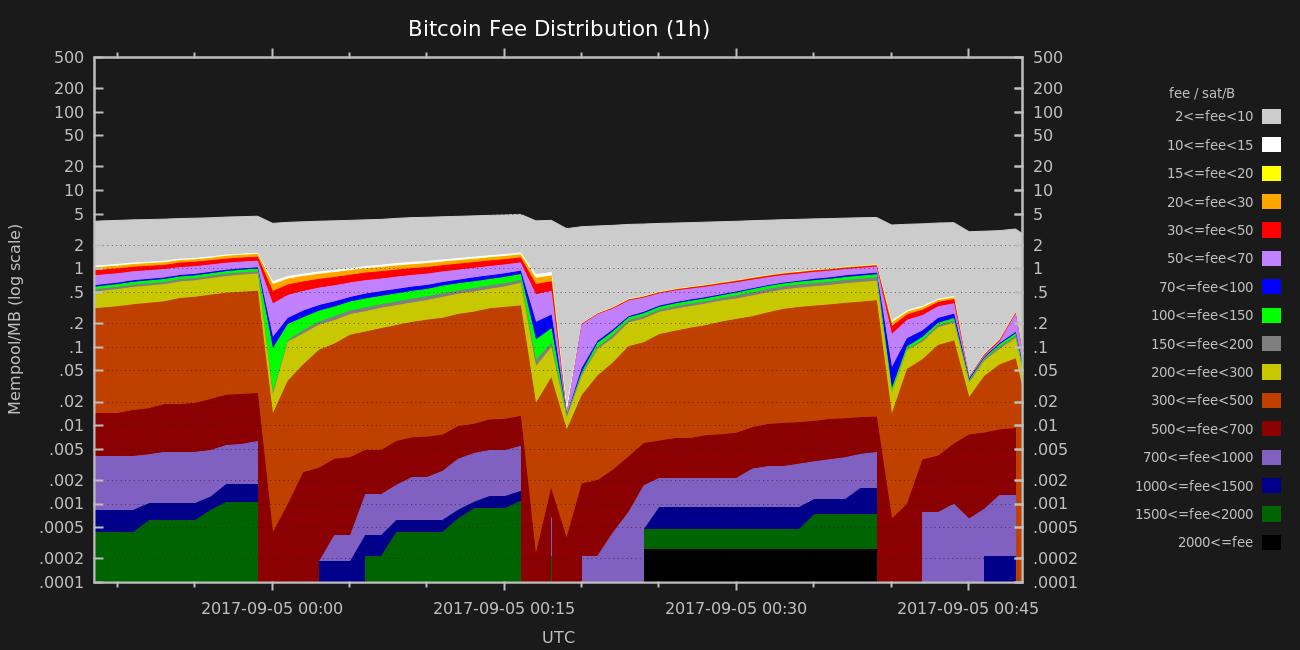 Bitcoin Fee Distribution (1h)
500
200
100
50
20
10
5
2
1
.5
.2
.1
.05
.02
.01
.005
.002
.001
.0005
.0002
.0001
Mempool/MB (log scale)
500
200
100
50
20
10
5
2
1
.5
.2
.1
.05
.02
.01
.005
.002
.001
.0005
.0002
.0001
2017-09-05 00:00
2017-09-05 00:15
2017-09-05 00:30
2017-09-05 00:45
UTC
fee / sat/B
2<=fee<10
10<=fee<15
15<=fee<20
20<=fee<30
30<=fee<50
50<=fee<70
70<=fee<100
100<=fee<150
150<=fee<200
200<=fee<300
300<=fee<500
500<=fee<700
700<=fee<1000
1000<=fee<1500
1500<=fee<2000
2000<=fee